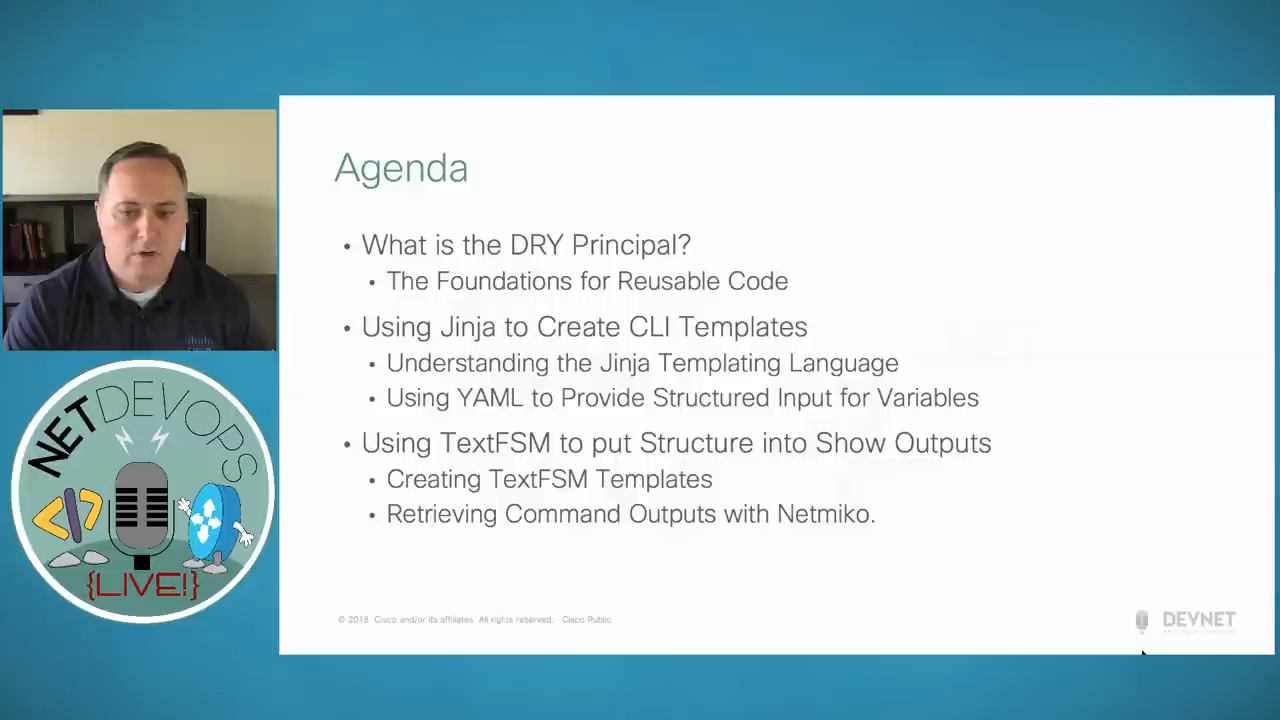 Agenda
• What is the DRY Principal?
• The Foundations for Reusable Code
• Using Jinja to Create CLI Templates
• Understanding the Jinja Templating Language
• Using YAML to Provide Structured Input for Variables
• Using TextFSM to put Structure into Show Outputs
• Creating TextFSM Templates
• Retrieving Command Outputs with Netmiko.
NETDEVOPS
{LIVE!}
© 2018 Cisco and/or its affiliates. All rights reserved. Cisco Public
DEVNET